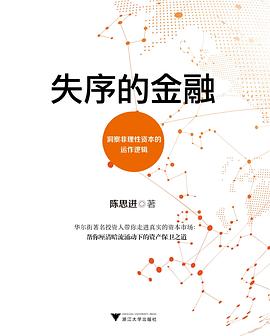 失序的金融
洞察非理性资本的
运作逻辑
陈思进◎著
华尔街著名投资人带你走进真实的资本市场：
帮你厘清暗流涌动下的资产保卫之道
浙江大学出版社